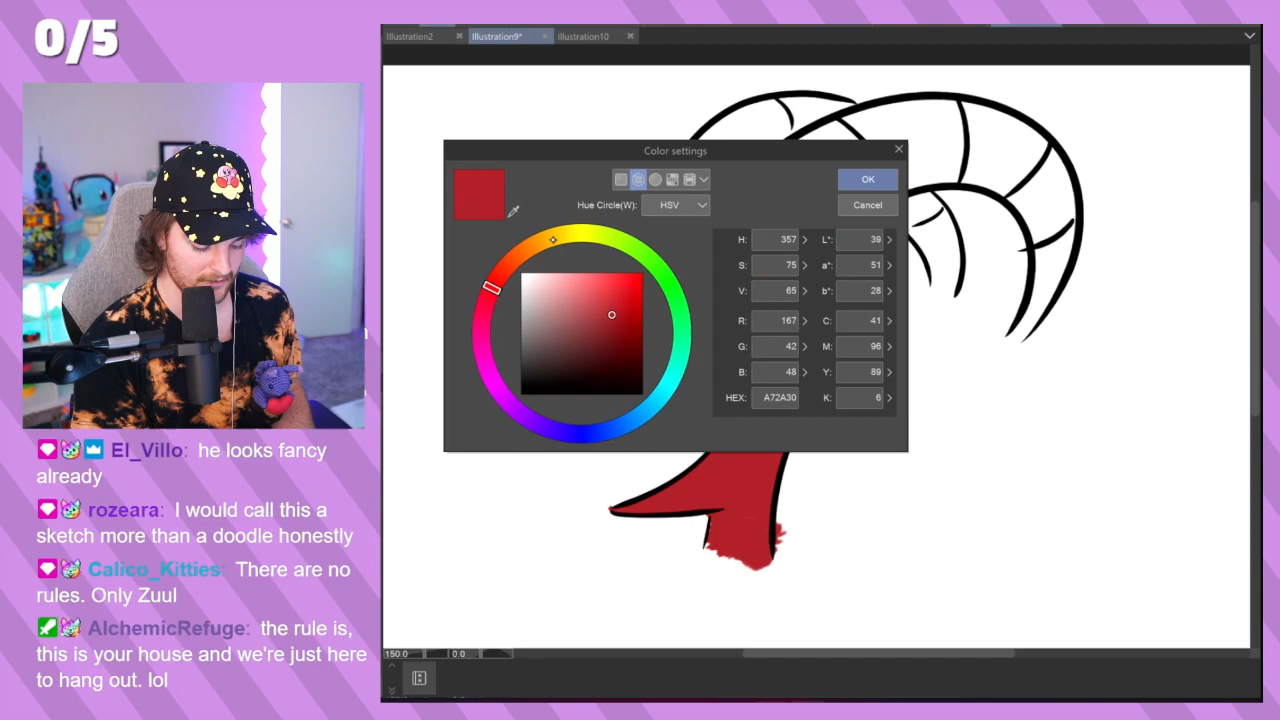 0/5
Illustration2
Illustration9*
Illustration10
Color settings
OK
Hue Circle(W): HSV
Cancel
H: 357 L*: 39
S: 75 a*: 51
V: 65 b*: 28
R: 167 C: 41
G: 42 M: 96
B: 48 Y: 89
HEX: A72A30 K: 6
El_Villo: he looks fancy
already
rozeara: I would call this a
sketch more than a doodle honestly
Calico_Kitties: There are no
rules. Only Zuul
AlchemicRefuge: the rule is,
this is your house and we're just here
to hang out. lol
150.0 0.0